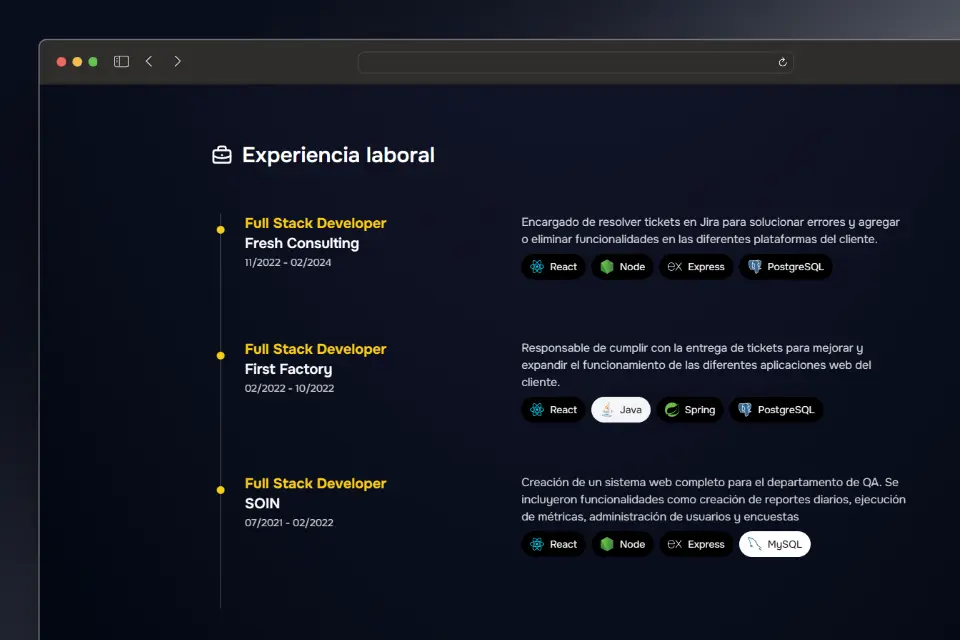 Experiencia laboral
Full Stack Developer
Fresh Consulting
11/2022 - 02/2024
Encargado de resolver tickets en Jira para solucionar errores y agregar
o eliminar funcionalidades en las diferentes plataformas del cliente.
React Node ex Express PostgreSQL
Full Stack Developer
First Factory
02/2022 - 10/2022
Responsable de cumplir con la entrega de tickets para mejorar y
expandir el funcionamiento de las diferentes aplicaciones web del
cliente.
React Java Spring PostgreSQL
Full Stack Developer
SOIN
07/2021 - 02/2022
Creación de un sistema web completo para el departamento de QA. Se
incluyeron funcionalidades como creación de reportes diarios, ejecución
de métricas, administración de usuarios y encuestas
React Node ex Express MySQL